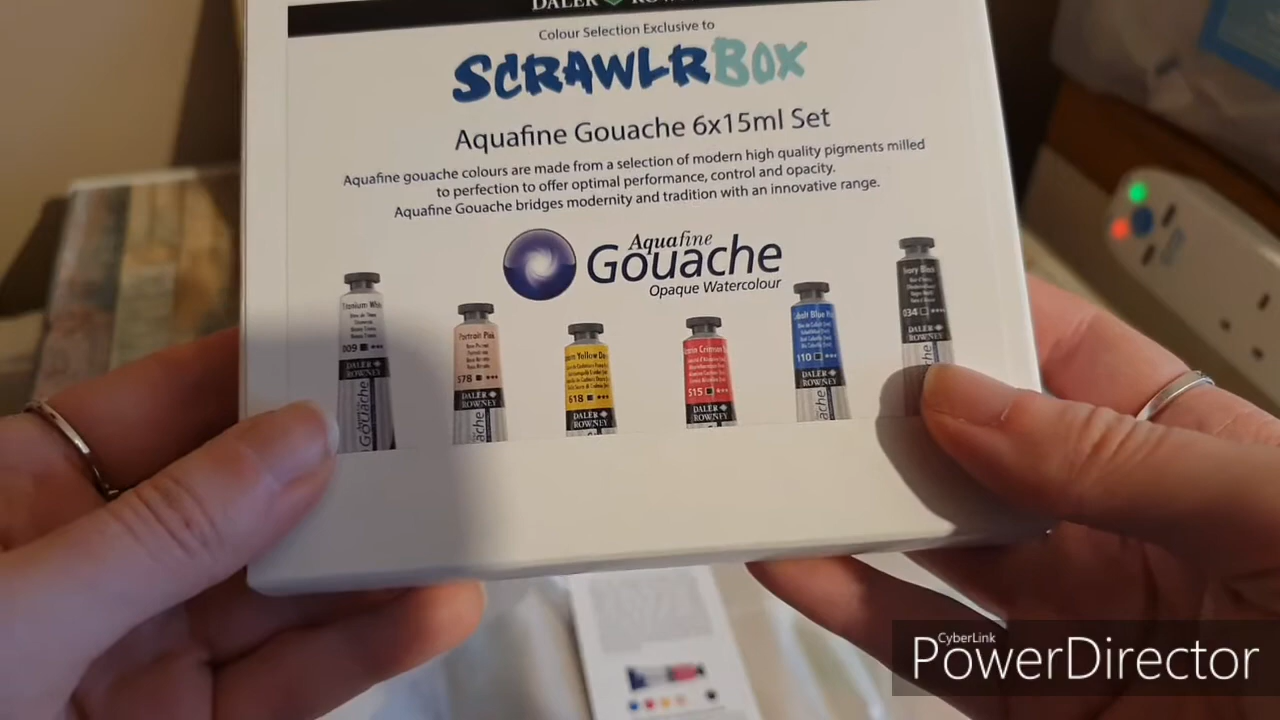 Colour Selection Exclusive to
SCRAWLRBOX
Aquafine Gouache 6x15ml Set
Aquafine gouache colours are made from a selection of modern high quality pigments milled
to perfection to offer optimal performance, control and opacity.
Aquafine Gouache bridges modernity and tradition with an innovative range.
Aquafine
Gouache
Opaque Watercolour
009
DALER
ROWNEY
Gouache
Portrait Pink
578
DALER
ROWNEY
618
DALER
ROWNEY
515
DALER
ROWNEY
110
DALER
ROWNEY
Ivory Black
034
DALER
ROWNEY
CyberLink
PowerDirector